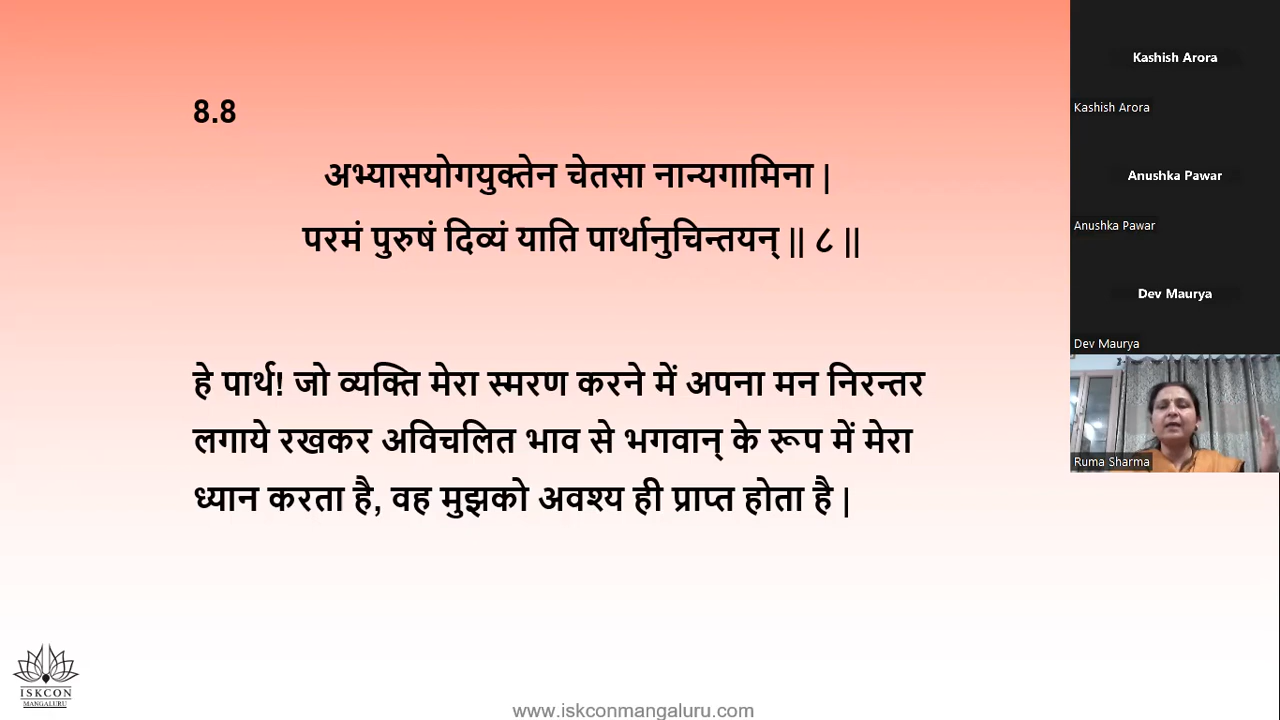 8.8
अभ्यासयोगयुक्तेन चेतसा नान्यगामिना |
परमं पुरुषं दिव्यं याति पार्थानुचिन्तयन् || ८ ||
हे पार्थ! जो व्यक्ति मेरा स्मरण करने में अपना मन निरन्तर
लगाये रखकर अविचलित भाव से भगवान् के रूप में मेरा
ध्यान करता है, वह मुझको अवश्य ही प्राप्त होता है |
ISKCON
MANGALURU
www.iskconmangaluru.com
Kashish Arora
Kashish Arora
Anushka Pawar
Anushka Pawar
Dev Maurya
Dev Maurya
Ruma Sharma